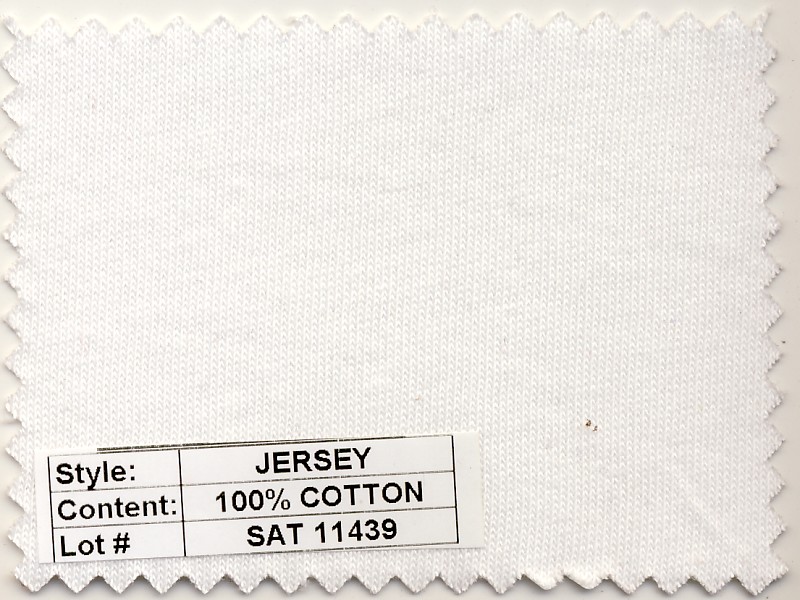 Style: JERSEY
Content: 100% COTTON
Lot # SAT 11439